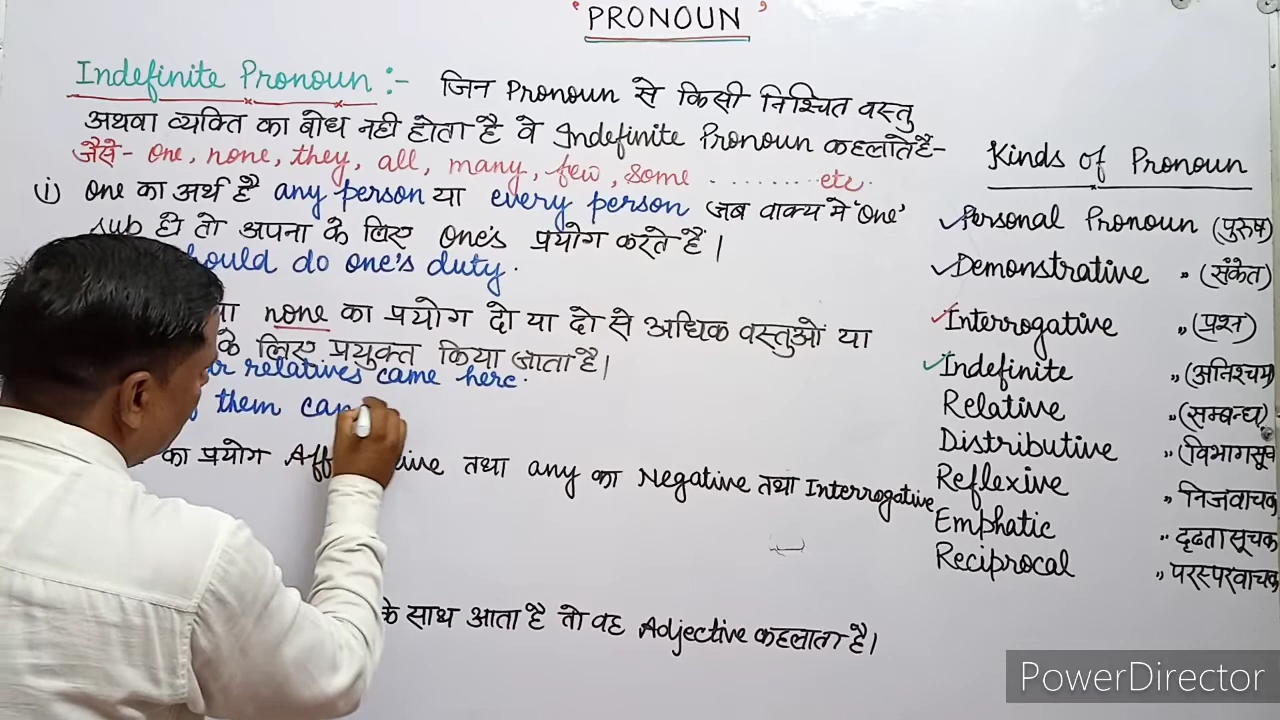 ' PRONOUN '
Indefinite Pronoun :- जिन Pronoun से किसी निश्चित वस्तु
अथवा व्यक्ति का बोध नही होता है वे Indefinite Pronoun कहलाते है-
जैसे- one, none, they, all, many, few, some ......... etc.
(i) one का अर्थ है any person या every person जब वाक्य मे 'one'
sub हो तो अपना के लिए one's प्रयोग करते हैं।
do one's duty.
none का प्रयोग दो या दो से अधिक वस्तुओं या
के लिए प्रयुक्त किया जाता है।
relatives came here.
them
का प्रयोग तथा any का Negative तथा Interrogative
के साथ आता है तो वह Adjective कहलाता है।
Kinds of Pronoun
Personal Pronoun (पुरुष)
Demonstrative " (संकेत)
Interrogative " (प्रश्न)
Indefinite " (अनिश्चय)
Relative " (सम्बन्ध)
Distributive " (विभागसूच
Reflexive " निजवाचक
Emphatic " दृढतासूचक
Reciprocal " परस्परवाचक
PowerDirector